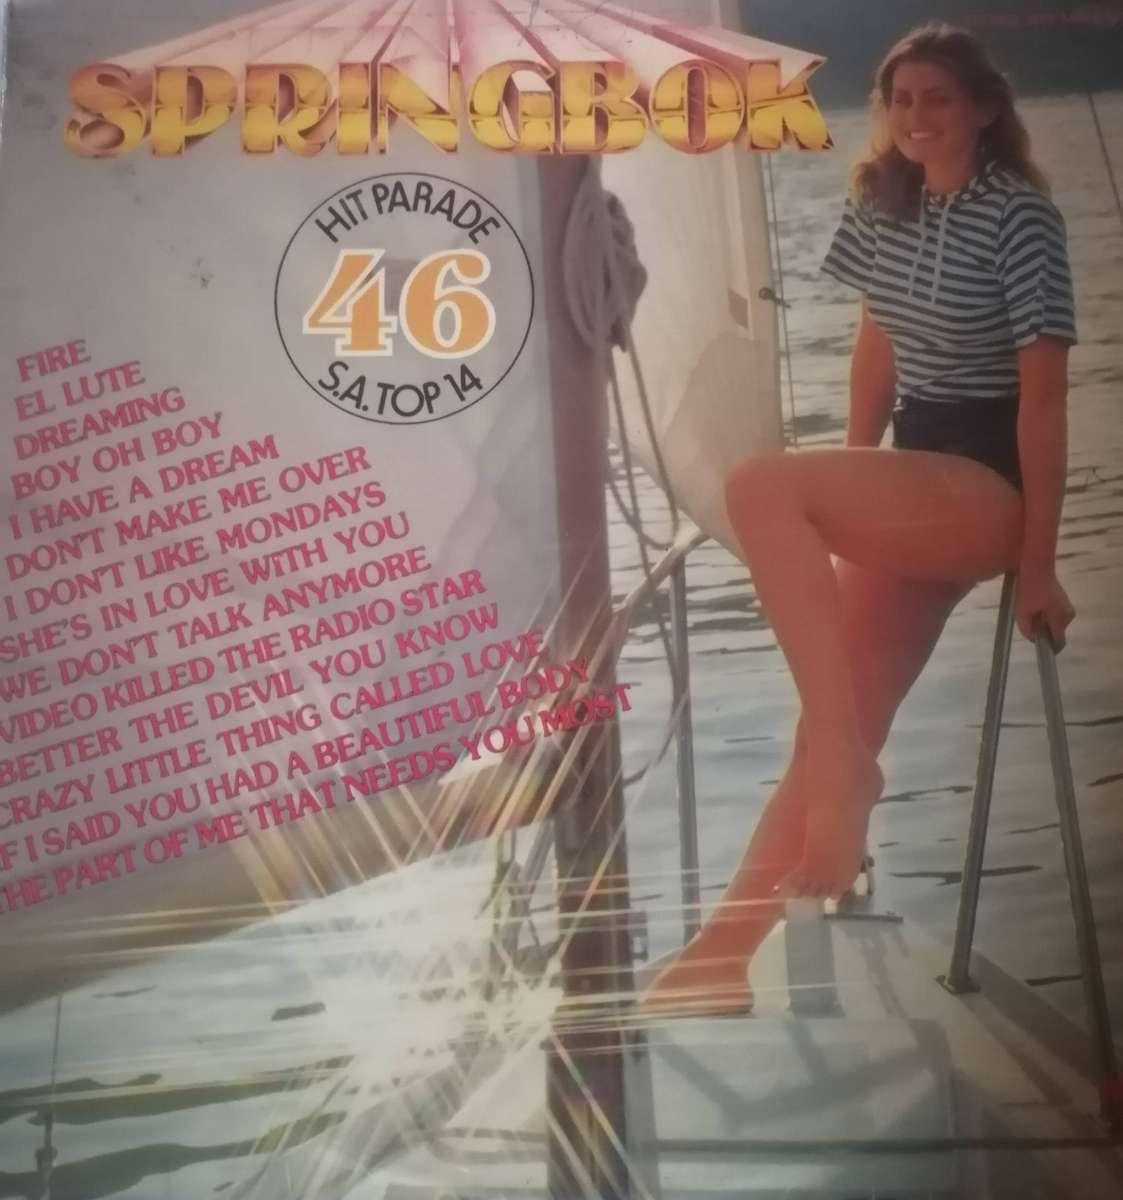 SPRINGBOK
HIT PARADE
46
S.A. TOP 14
FIRE
EL LUTE
DREAMING
BOY OH BOY
I HAVE A DREAM
DON'T MAKE ME OVER
I DON'T LIKE MONDAYS
SHE'S IN LOVE WiTH YOU
WE DON'T TALK ANYMORE
VIDEO KILLED THE RADIO STAR
BETTER THE DEVIL YOU KNOW
CRAZY LITTLE THING CALLED LOVE
IF I SAID YOU HAD A BEAUTIFUL BODY
THE PART OF ME THAT NEEDS YOU MOST